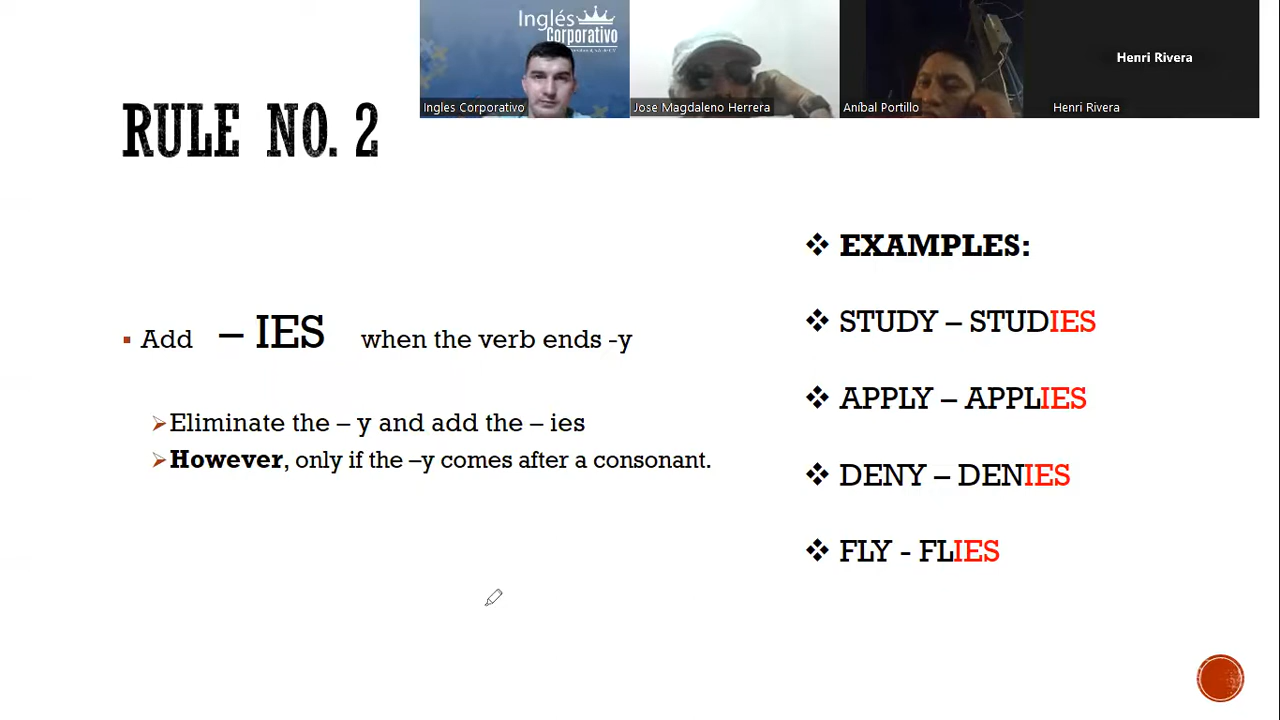 Inglés
Corporativo
Ingles Corporativo
Jose Magdaleno Herrera
Aníbal Portillo
Henri Rivera
Henri Rivera
RULE NO. 2
▪ Add – IES when the verb ends -y
➢ Eliminate the – y and add the – ies
➢ However, only if the –y comes after a consonant.
❖ EXAMPLES:
❖ STUDY – STUDIES
❖ APPLY – APPLIES
❖ DENY – DENIES
❖ FLY - FLIES